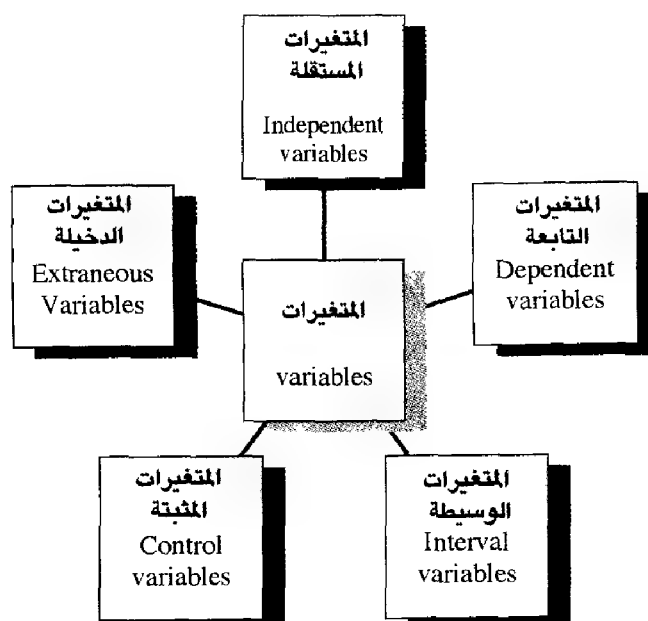 المتغيرات
المستقلة
Independent
variables
المتغيرات
الدخيلة
Extraneous
Variables
المتغيرات
التابعة
Dependent
variables
المتغيرات
variables
المتغيرات
المثبتة
Control
variables
المتغيرات
الوسيطة
Interval
variables